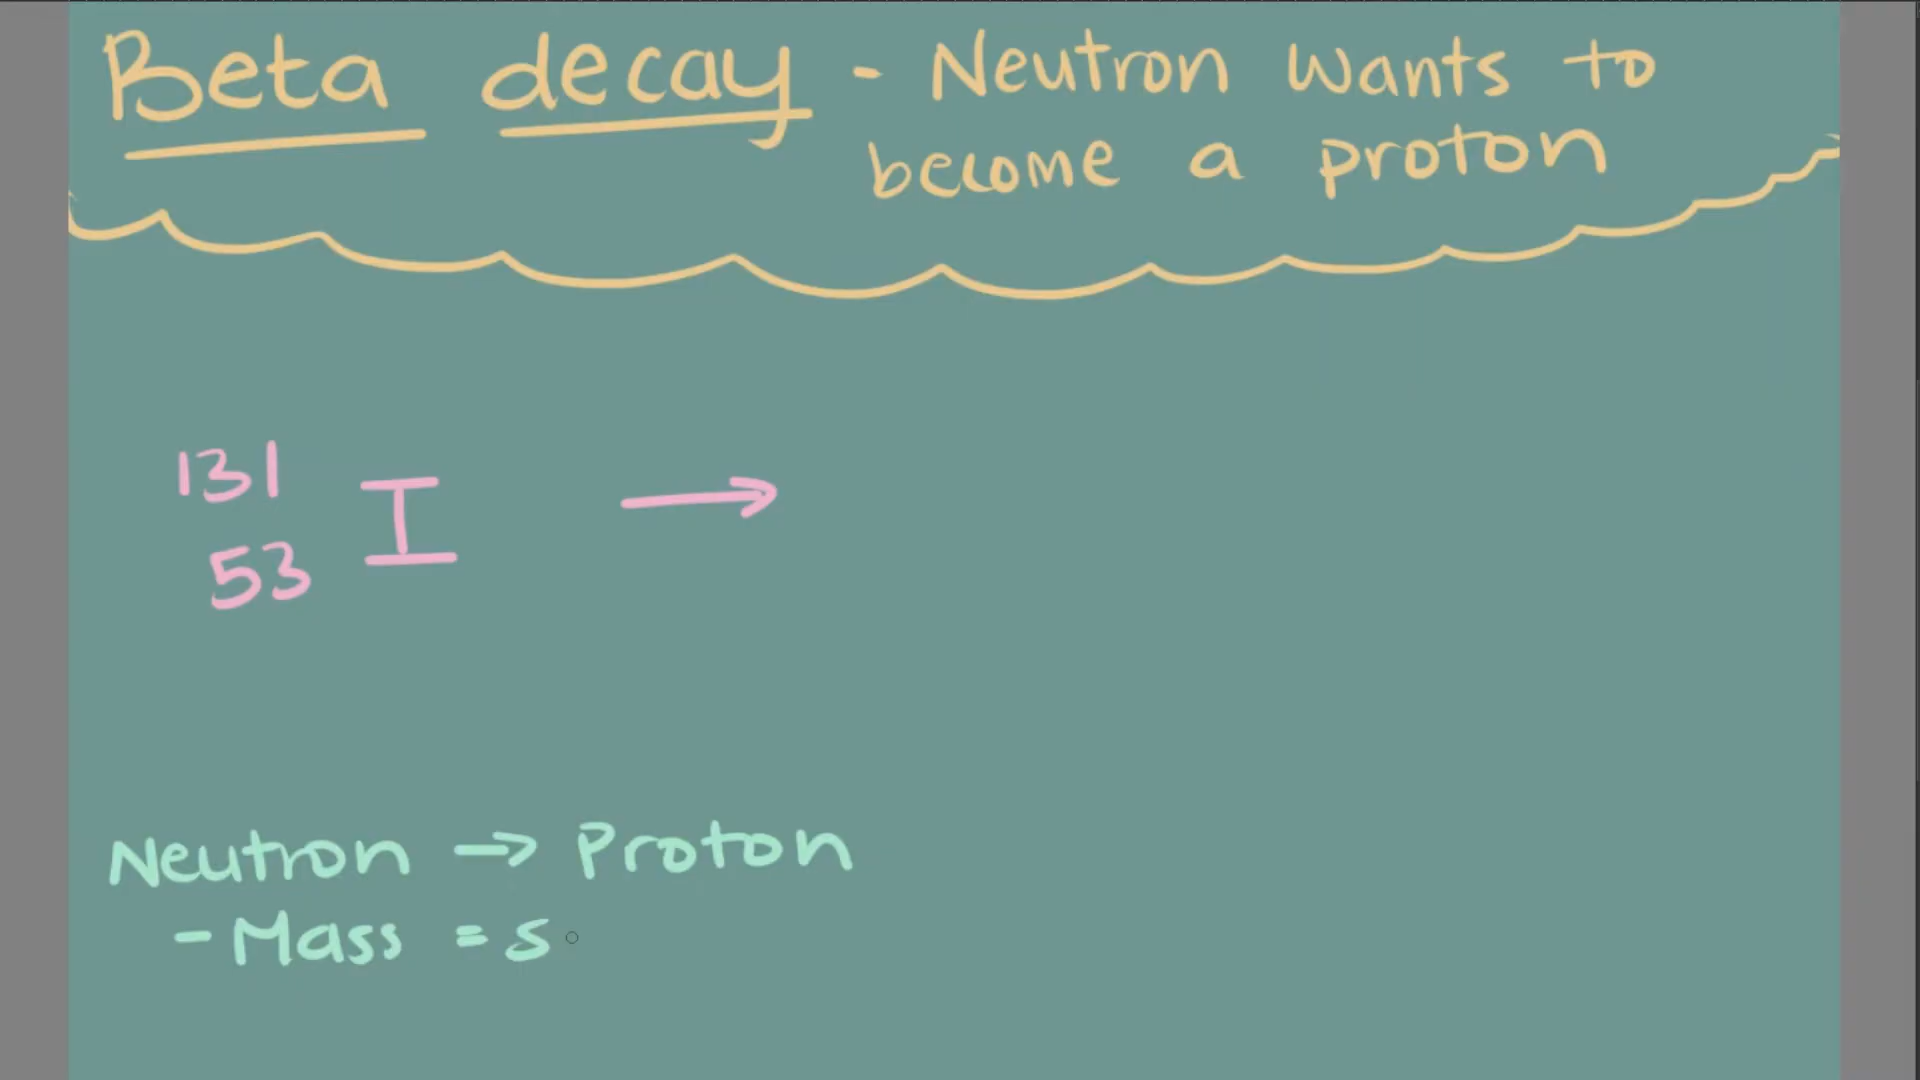 Beta decay - Neutron wants to
become a proton
131
53 I →
Neutron → Proton
- Mass = s